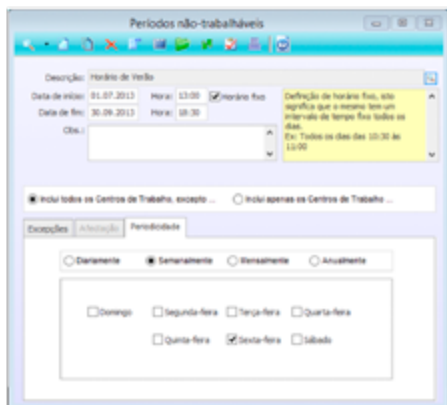 Períodos não-trabalháveis
Descrição: Horário de Verão
Data de início: 01.07.2013 Hora: 13:00 Horário fixo
Data de fim: 30.09.2013 Hora: 18:30
Obs.:
Definição de horário fixo, isto
significa que o mesmo tem um
intervalo de tempo fixo todos os
dias.
Ex: Todos os dias das 10:30 às
11:00
Inclui todos os Centros de Trabalho, excepto ... Inclui apenas os Centros de Trabalho ...
Excepções Afectação Periodicidade
Diariamente Semanalmente Mensalmente Anualmente
Domingo Segunda-feira Terça-feira Quarta-feira
Quinta-feira Sexta-feira Sábado